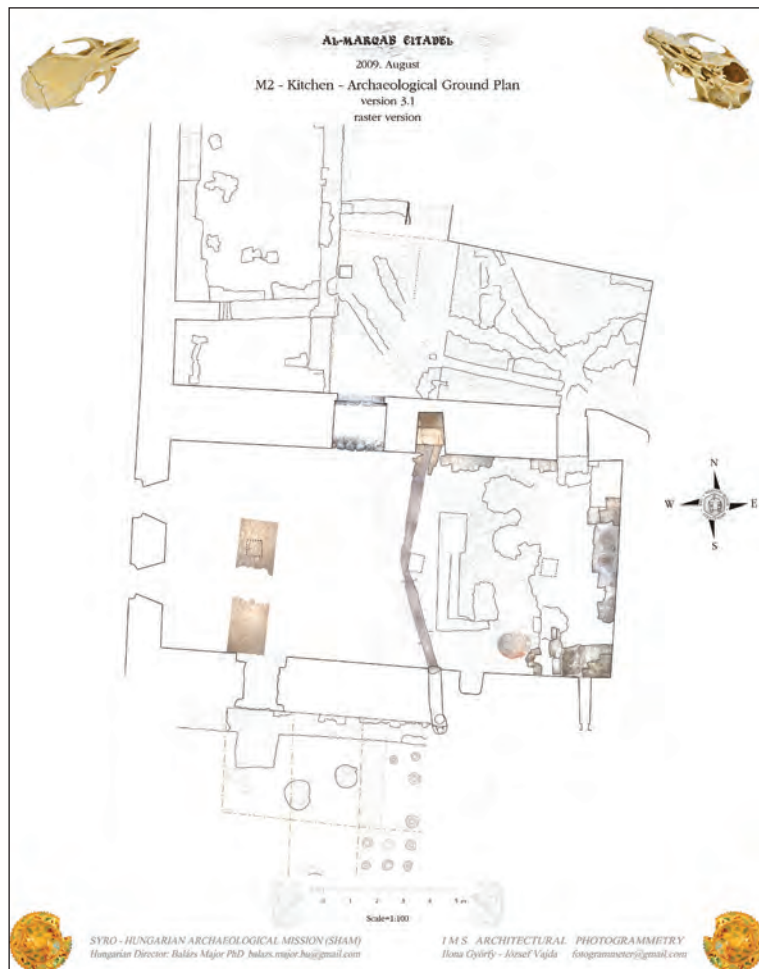 AL-MARQAB CITADEL
2009. August
M2 - Kitchen - Archaeological Ground Plan
version 3.1
raster version
N
W E
S
0 1 2 3 4 5 m
Scale=1:100
SYRO - HUNGARIAN ARCHAEOLOGICAL MISSION (SHAM)
Hungarian Director: Balázs Major PhD balazs.major.hu@gmail.com
I M S ARCHITECTURAL PHOTOGRAMMETRY
Ilona Györfy - József Vajda fotogrammeter@gmail.com